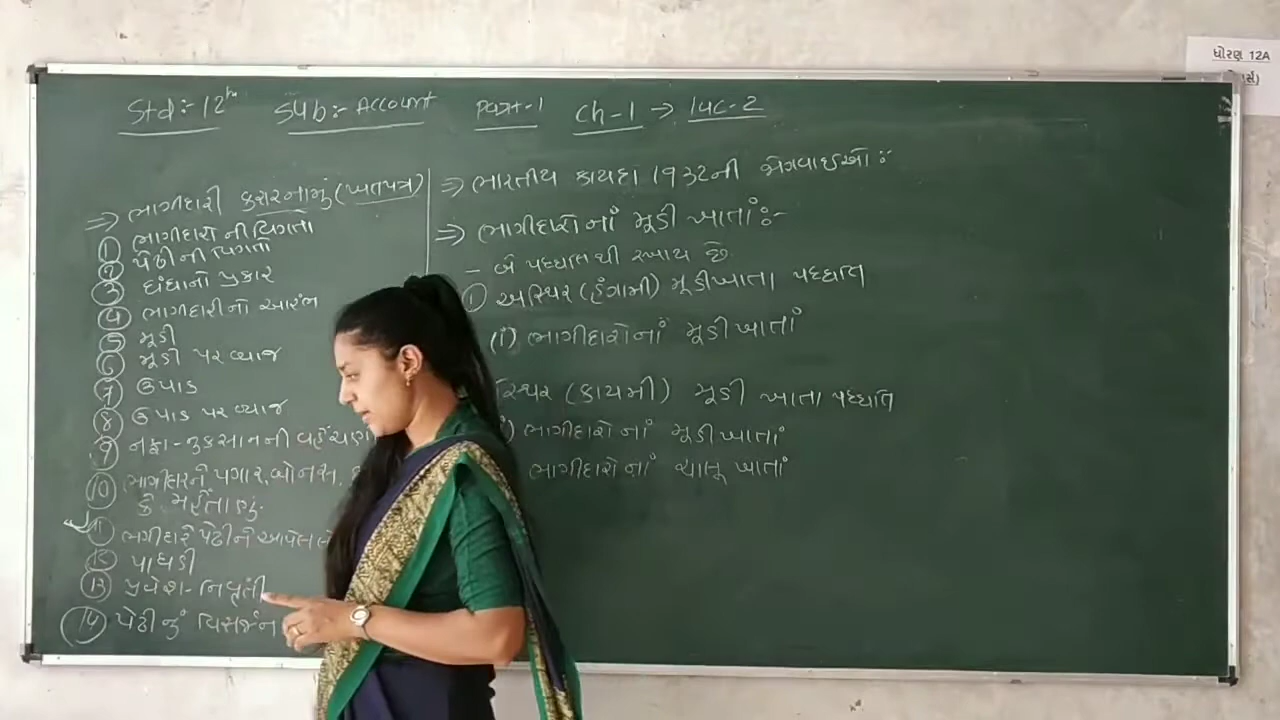 ધોરણ 12A
Std :- 12th Sub :- Account Part-1 Ch-1 → Lec-2
⇒ ભાગીદારી કરારનામું (ખતપત્ર)
① ભાગીદારોની વિગતો
② પેઢીની વિગતો
③ ધંધાનો પ્રકાર
④ ભાગીદારીનો આરંભ
⑤ મૂડી
⑥ મૂડી પર વ્યાજ
⑦ ઉપાડ
⑧ ઉપાડ પર વ્યાજ
⑨ નફા-નુકસાનની વહેંચણી
⑩ ભાગીદારને પગાર, બોનસ,
કે મહેનતાણું.
⑪ ભાગીદારે પેઢીને આપેલ
⑫ પાઘડી
⑬ પ્રવેશ-નિવૃત્તી
⑭ પેઢીનું વિસર્જન
⇒ ભારતીય કાયદા 1932ની જોગવાઈઓ :-
⇒ ભાગીદારોનાં મૂડી ખાતાં :-
- બે પધ્ધતિથી રખાય છે.
① અસ્થિર (હંગામી) મૂડીખાતા પધ્ધતિ
(i) ભાગીદારોનાં મૂડીખાતાં
સ્થિર (કાયમી) મૂડી ખાતા પધ્ધતિ
ભાગીદારોનાં મૂડીખાતાં
ભાગીદારોનાં ચાલુ ખાતાં